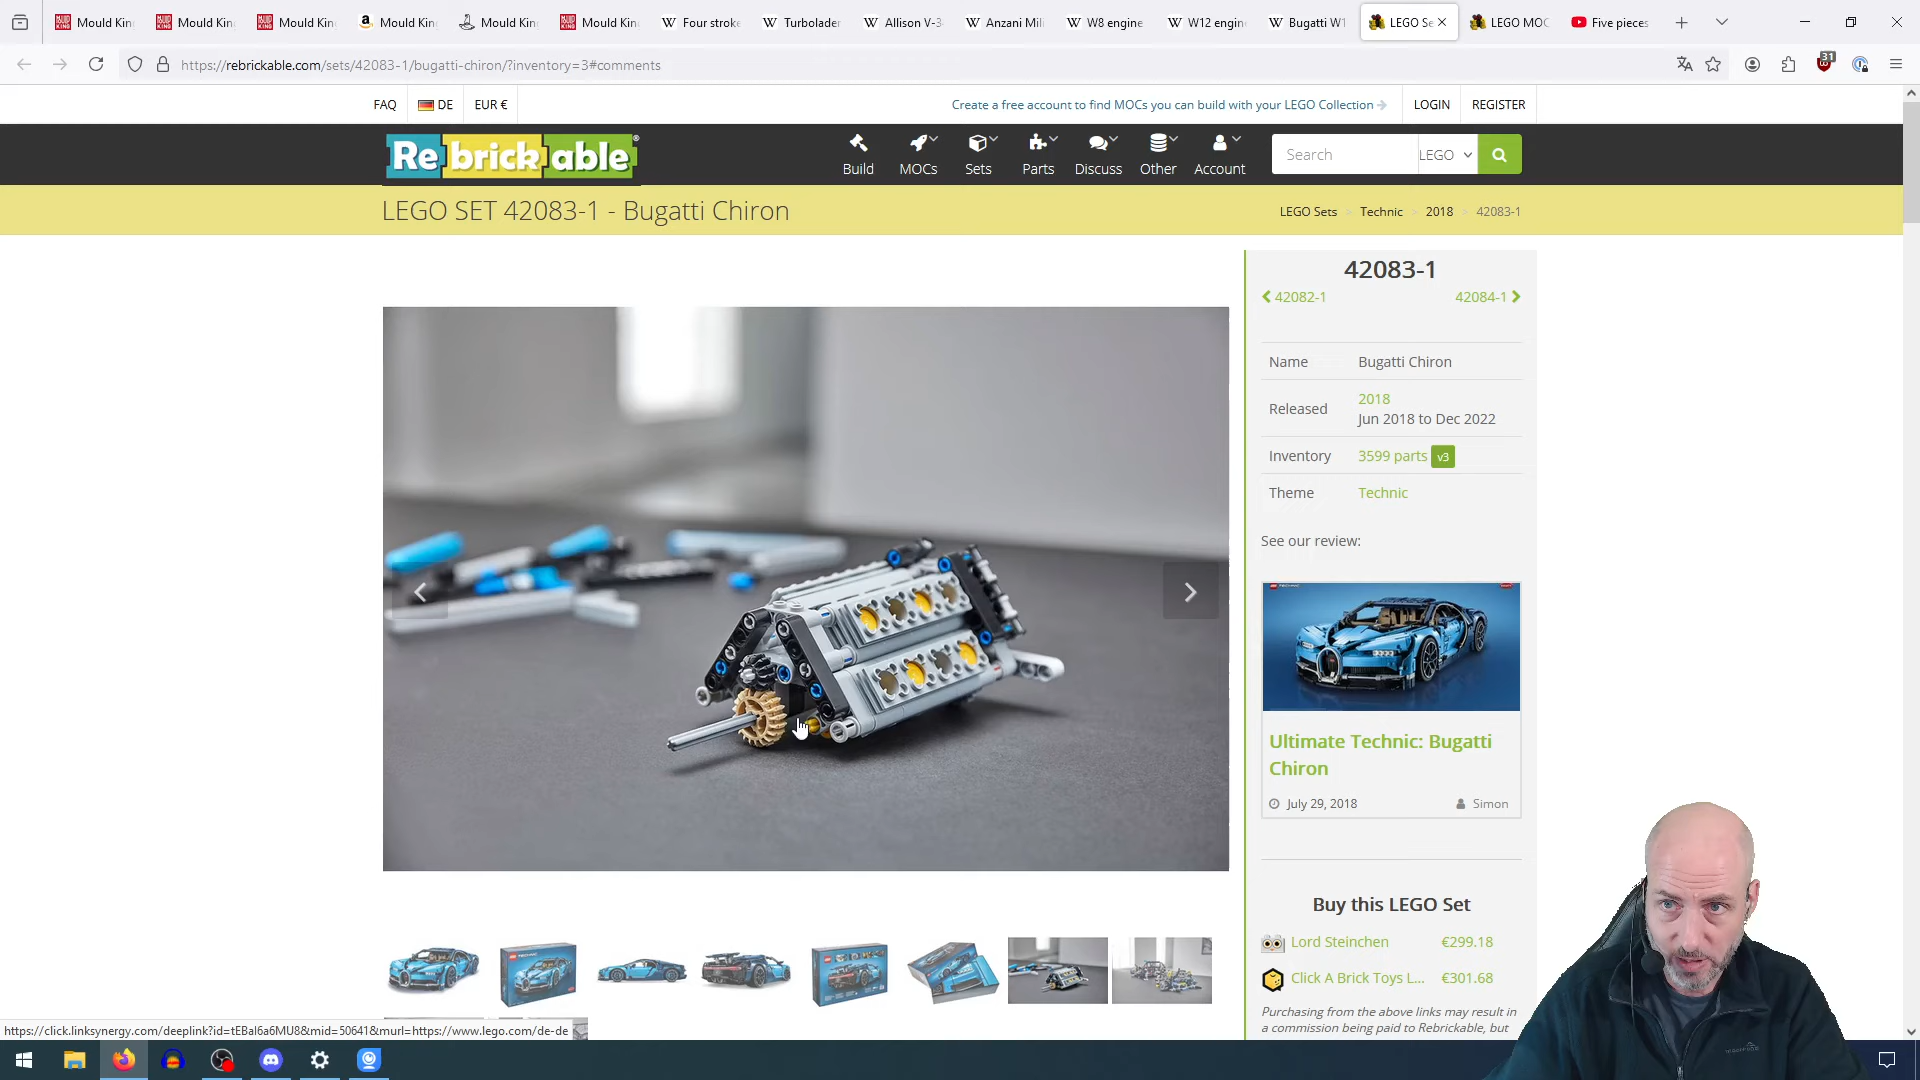 Mould Kin
Mould Kin
Mould Kin
Mould Kin
Mould Kin
Mould Kin
Four stroke
Turbolader
Allison V-3
Anzani Mil
W8 engine
W12 engin
Bugatti W1
LEGO Se
LEGO MOC
Five pieces
https://rebrickable.com/sets/42083-1/bugatti-chiron/?inventory=3#comments
31
FAQ
DE
EUR €
Create a free account to find MOCs you can build with your LEGO Collection
LOGIN
REGISTER
Rebrickable®
Build
MOCs
Sets
Parts
Discuss
Other
Account
Search
LEGO
LEGO SET 42083-1 - Bugatti Chiron
LEGO Sets
Technic
2018
42083-1
42083-1
42082-1
42084-1
Name Bugatti Chiron
Released 2018
Jun 2018 to Dec 2022
Inventory 3599 parts v3
Theme Technic
See our review:
Ultimate Technic: Bugatti
Chiron
July 29, 2018 Simon
Buy this LEGO Set
Lord Steinchen €299.18
Click A Brick Toys L... €301.68
Purchasing from the above links may result in
a commission being paid to Rebrickable, but
https://click.linksynergy.com/deeplink?id=tEBal6a6MU8&mid=50641&murl=https://www.lego.com/de-de